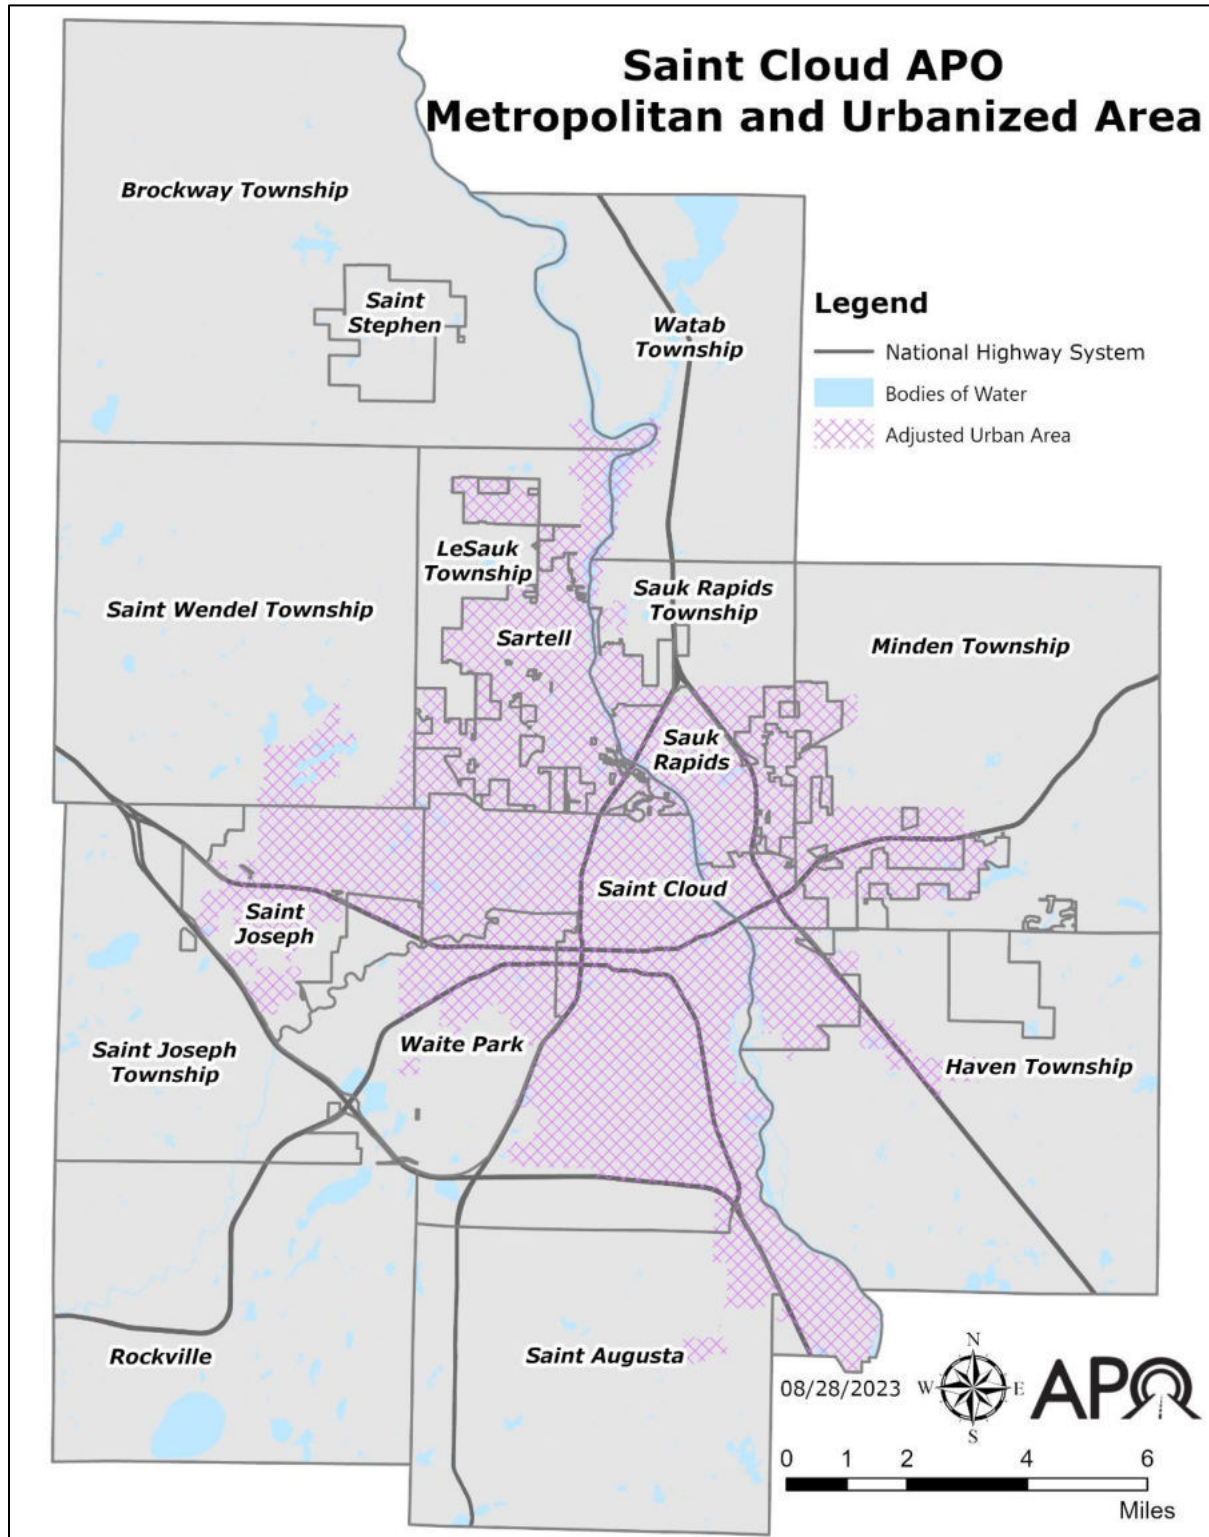 Saint Cloud APO
Metropolitan and Urbanized Area
Brockway Township
Saint
Stephen
Watab
Township
Legend
National Highway System
Bodies of Water
Adjusted Urban Area
LeSauk
Township
Saint Wendel Township
Sartell
Sauk Rapids
Township
Minden Township
Sauk
Rapids
Saint Cloud
Saint
Joseph
Waite Park
Saint Joseph
Township
Haven Township
Rockville
Saint Augusta
08/28/2023
N
W
E
S
APO
0 1 2 4 6
Miles